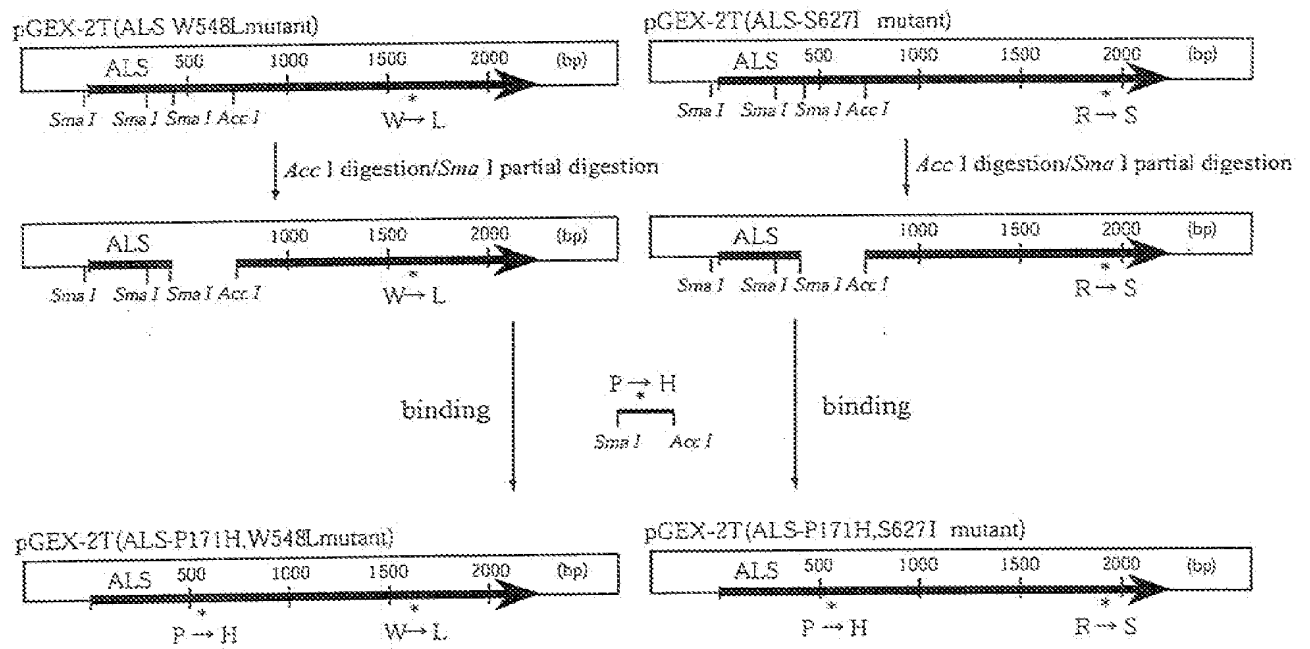 pGEX-2T(ALS W548Lmutant)
ALS 500 1000 1500 2000 (bp)
Sma I Sma I Sma I Acc I
*
W→L
pGEX-2T(ALS-S627I mutant)
ALS 500 1000 1500 2000 (bp)
Sma I Sma I Sma I Acc I
*
R→S
Acc I digestion/Sma I partial digestion
Acc I digestion/Sma I partial digestion
ALS 1000 1500 2000 (bp)
Sma I Sma I Sma I Acc I
*
W→L
ALS 1000 1500 2000 (bp)
Sma I Sma I Sma I Acc I
*
R→S
binding
P→H
*
Sma I Acc I
binding
pGEX-2T(ALS-P171H,W548Lmutant)
ALS 500 1000 1500 2000 (bp)
* *
P→H W→L
pGEX-2T(ALS-P171H,S627I mutant)
ALS 500 1000 1500 2000 (bp)
* *
P→H R→S